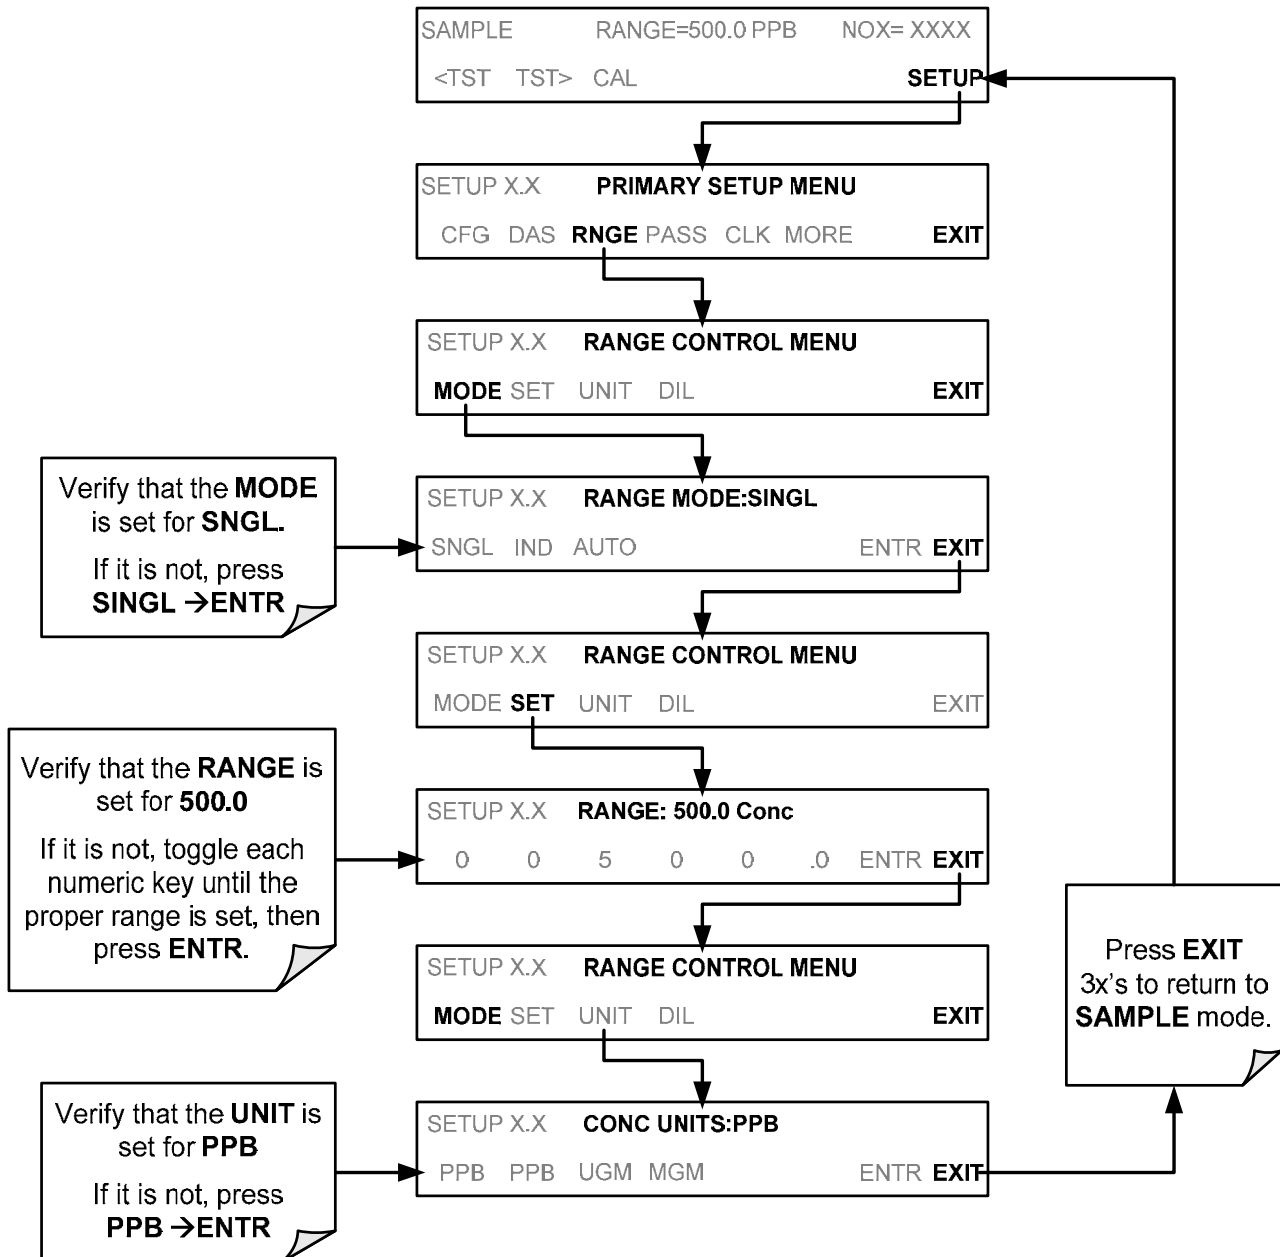 SAMPLE RANGE=500.0 PPB NOX= XXXX
<TST TST> CAL SETUP
SETUP X.X PRIMARY SETUP MENU
CFG DAS RNGE PASS CLK MORE EXIT
SETUP X.X RANGE CONTROL MENU
MODE SET UNIT DIL EXIT
Verify that the MODE
is set for SNGL.
If it is not, press
SINGL →ENTR
SETUP X.X RANGE MODE:SINGL
SNGL IND AUTO ENTR EXIT
SETUP X.X RANGE CONTROL MENU
MODE SET UNIT DIL EXIT
Verify that the RANGE is
set for 500.0
If it is not, toggle each
numeric key until the
proper range is set, then
press ENTR.
SETUP X.X RANGE: 500.0 Conc
0 0 5 0 0 .0 ENTR EXIT
SETUP X.X RANGE CONTROL MENU
MODE SET UNIT DIL EXIT
Verify that the UNIT is
set for PPB
If it is not, press
PPB →ENTR
SETUP X.X CONC UNITS:PPB
PPB PPB UGM MGM ENTR EXIT
Press EXIT
3x's to return to
SAMPLE mode.